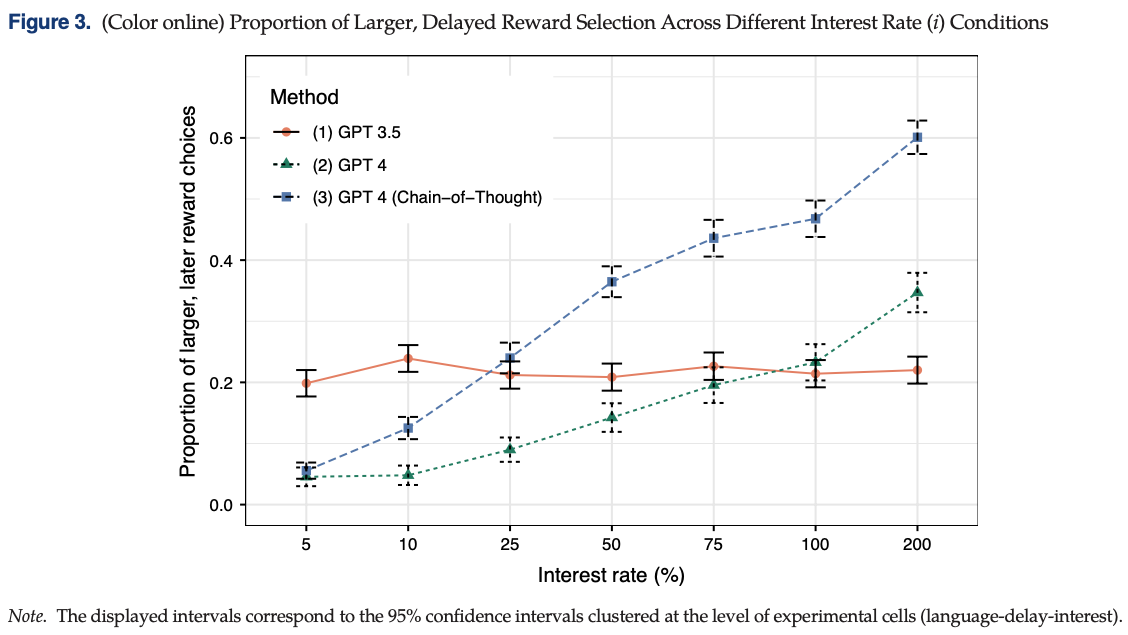 Figure 3. (Color online) Proportion of Larger, Delayed Reward Selection Across Different Interest Rate (i) Conditions
Proportion of larger, later reward choices
Method
(1) GPT 3.5
(2) GPT 4
(3) GPT 4 (Chain−of−Thought)
0.6
0.4
0.2
0.0
5 10 25 50 75 100 200
Interest rate (%)
Note. The displayed intervals correspond to the 95% confidence intervals clustered at the level of experimental cells (language-delay-interest).